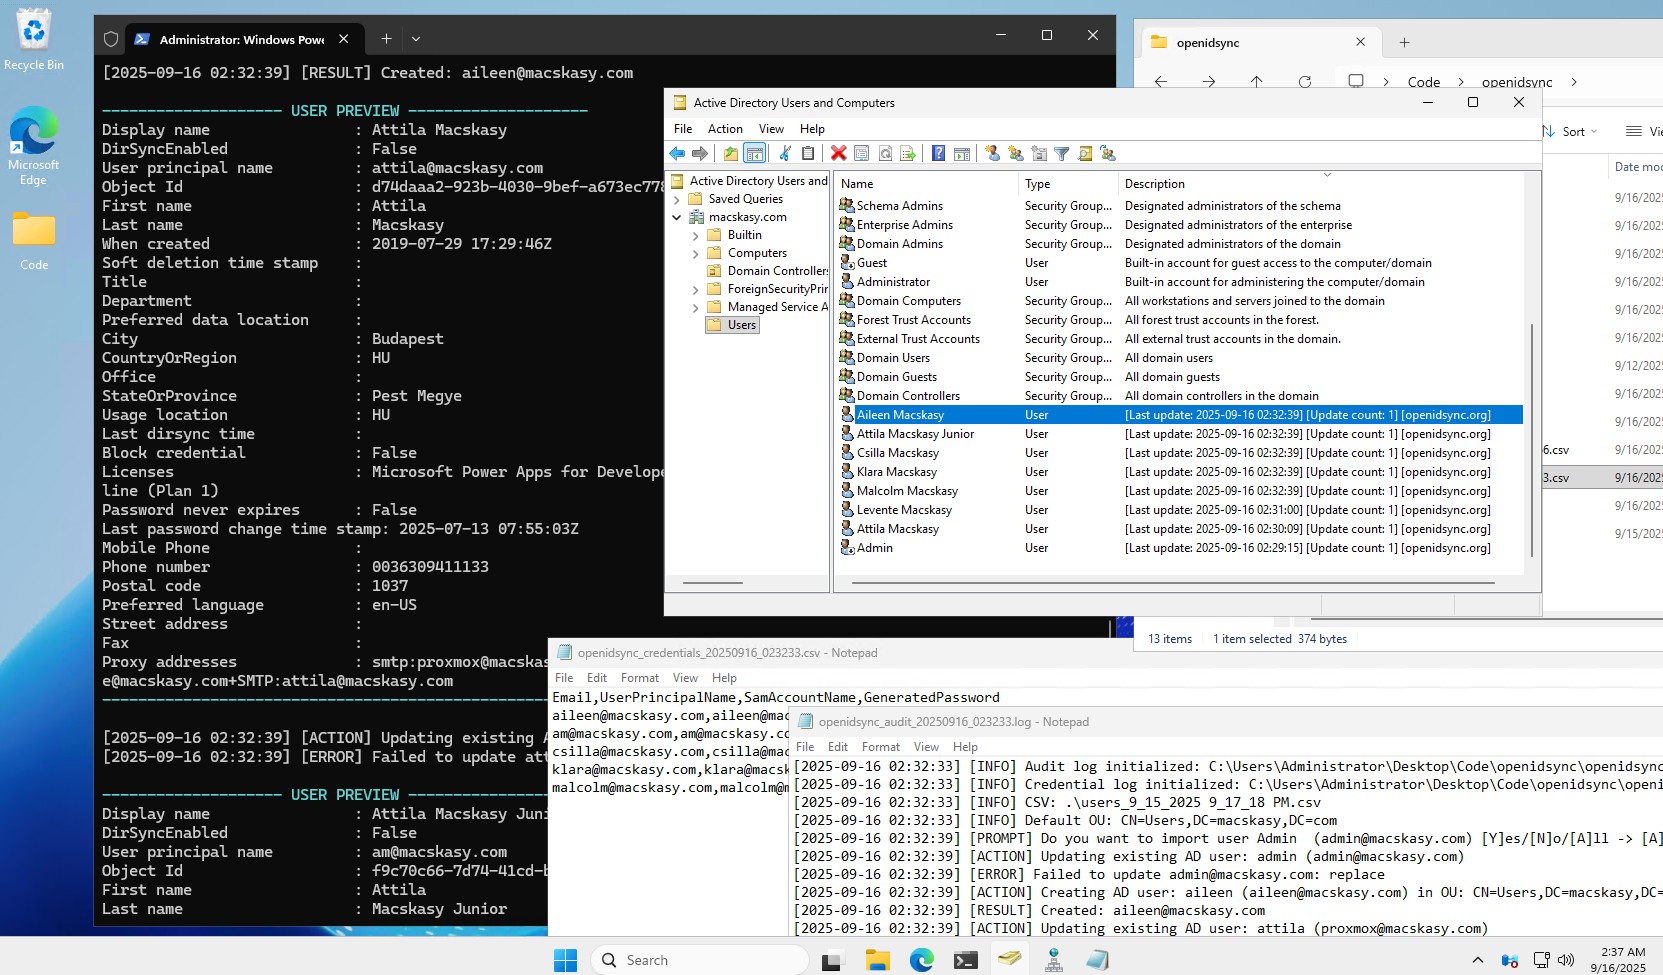 Recycle Bin
Microsoft
Edge
Code
Administrator: Windows Powe
[2025-09-16 02:32:39] [RESULT] Created: aileen@macskasy.com
-------------------- USER PREVIEW --------------------
Display name : Attila Macskasy
DirSyncEnabled : False
User principal name : attila@macskasy.com
Object Id : d74daaa2-923b-4030-9bef-a673ec778
First name : Attila
Last name : Macskasy
When created : 2019-07-29 17:29:46Z
Soft deletion time stamp :
Title :
Department :
Preferred data location :
City : Budapest
CountryOrRegion : HU
Office :
StateOrProvince : Pest Megye
Usage location : HU
Last dirsync time :
Block credential : False
Licenses : Microsoft Power Apps for Develope
line (Plan 1)
Password never expires : False
Last password change time stamp: 2025-07-13 07:55:03Z
Mobile Phone :
Phone number : 0036309411133
Postal code : 1037
Preferred language : en-US
Street address :
Fax :
Proxy addresses : smtp:proxmox@macskas
e@macskasy.com+SMTP:attila@macskasy.com
[2025-09-16 02:32:39] [ACTION] Updating existing A
[2025-09-16 02:32:39] [ERROR] Failed to update att
-------------------- USER PREVIEW --------------------
Display name : Attila Macskasy Juni
DirSyncEnabled : False
User principal name : am@macskasy.com
Object Id : f9c70c66-7d74-41cd-b
First name : Attila
Last name : Macskasy Junior
openidsync
Code > openidsync >
Sort
Vie
Date mod
9/16/202
9/16/202
9/16/202
9/16/202
9/16/202
9/16/202
9/12/202
9/16/202
9/16/202
6.csv 9/16/202
3.csv 9/16/202
9/16/202
9/15/202
13 items 1 item selected 374 bytes
Active Directory Users and Computers
File Action View Help
Active Directory Users and
Saved Queries
macskasy.com
Builtin
Computers
Domain Controllers
ForeignSecurityPrin
Managed Service A
Users
Name Type Description
Schema Admins Security Group... Designated administrators of the schema
Enterprise Admins Security Group... Designated administrators of the enterprise
Domain Admins Security Group... Designated administrators of the domain
Guest User Built-in account for guest access to the computer/domain
Administrator User Built-in account for administering the computer/domain
Domain Computers Security Group... All workstations and servers joined to the domain
Forest Trust Accounts Security Group... All forest trust accounts in the forest.
External Trust Accounts Security Group... All external trust accounts in the domain.
Domain Users Security Group... All domain users
Domain Guests Security Group... All domain guests
Domain Controllers Security Group... All domain controllers in the domain
Aileen Macskasy User [Last update: 2025-09-16 02:32:39] [Update count: 1] [openidsync.org]
Attila Macskasy Junior User [Last update: 2025-09-16 02:32:39] [Update count: 1] [openidsync.org]
Csilla Macskasy User [Last update: 2025-09-16 02:32:39] [Update count: 1] [openidsync.org]
Klara Macskasy User [Last update: 2025-09-16 02:32:39] [Update count: 1] [openidsync.org]
Malcolm Macskasy User [Last update: 2025-09-16 02:32:39] [Update count: 1] [openidsync.org]
Levente Macskasy User [Last update: 2025-09-16 02:31:00] [Update count: 1] [openidsync.org]
Attila Macskasy User [Last update: 2025-09-16 02:30:09] [Update count: 1] [openidsync.org]
Admin User [Last update: 2025-09-16 02:29:15] [Update count: 1] [openidsync.org]
openidsync_credentials_20250916_023233.csv - Notepad
File Edit Format View Help
Email,UserPrincipalName,SamAccountName,GeneratedPassword
aileen@macskasy.com,aileen@mac
am@macskasy.com,am@macskasy.co
csilla@macskasy.com,csilla@mac
klara@macskasy.com,klara@macsk
malcolm@macskasy.com,malcolm@m
openidsync_audit_20250916_023233.log - Notepad
File Edit Format View Help
[2025-09-16 02:32:33] [INFO] Audit log initialized: C:\Users\Administrator\Desktop\Code\openidsync\openidsync
[2025-09-16 02:32:33] [INFO] Credential log initialized: C:\Users\Administrator\Desktop\Code\openidsync\openi
[2025-09-16 02:32:33] [INFO] CSV: .\users_9_15_2025 9_17_18 PM.csv
[2025-09-16 02:32:33] [INFO] Default OU: CN=Users,DC=macskasy,DC=com
[2025-09-16 02:32:39] [PROMPT] Do you want to import user Admin (admin@macskasy.com) [Y]es/[N]o/[A]ll -> [A]
[2025-09-16 02:32:39] [ACTION] Updating existing AD user: admin (admin@macskasy.com)
[2025-09-16 02:32:39] [ERROR] Failed to update admin@macskasy.com: replace
[2025-09-16 02:32:39] [ACTION] Creating AD user: aileen (aileen@macskasy.com) in OU: CN=Users,DC=macskasy,DC=
[2025-09-16 02:32:39] [RESULT] Created: aileen@macskasy.com
[2025-09-16 02:32:39] [ACTION] Updating existing AD user: attila (proxmox@macskasy.com)
Search
2:37 AM
9/16/2025